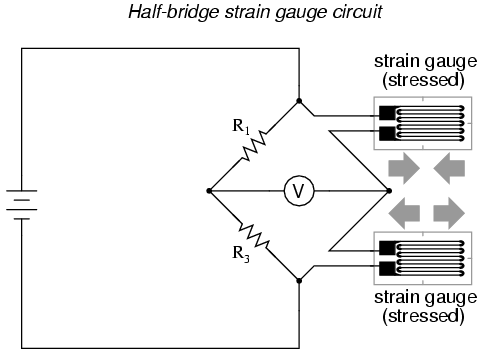 Half-bridge strain gauge circuit
strain gauge
(stressed)
R1
V
R3
strain gauge
(stressed)